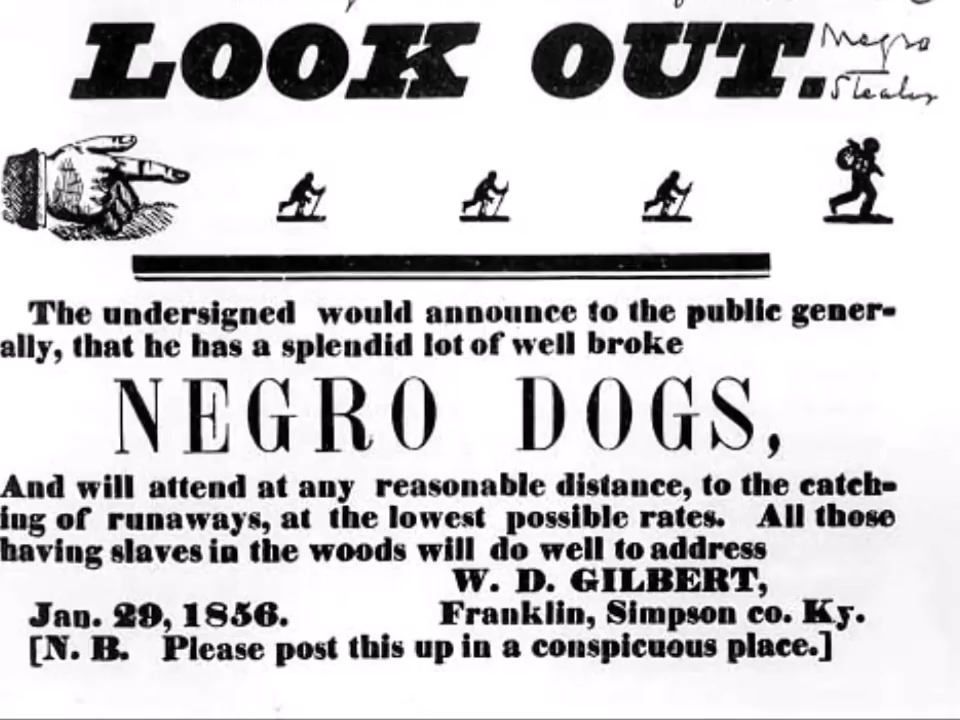 LOOK OUT.
Negro
The undersigned would announce to the public gener-
ally, that he has a splendid lot of well broke
NEGRO DOGS,
And will attend at any reasonable distance, to the catch-
ing of runaways, at the lowest possible rates. All those
having slaves in the woods will do well to address
W. D. GILBERT,
Jan. 29, 1856. Franklin, Simpson co. Ky.
[N. B. Please post this up in a conspicuous place.]